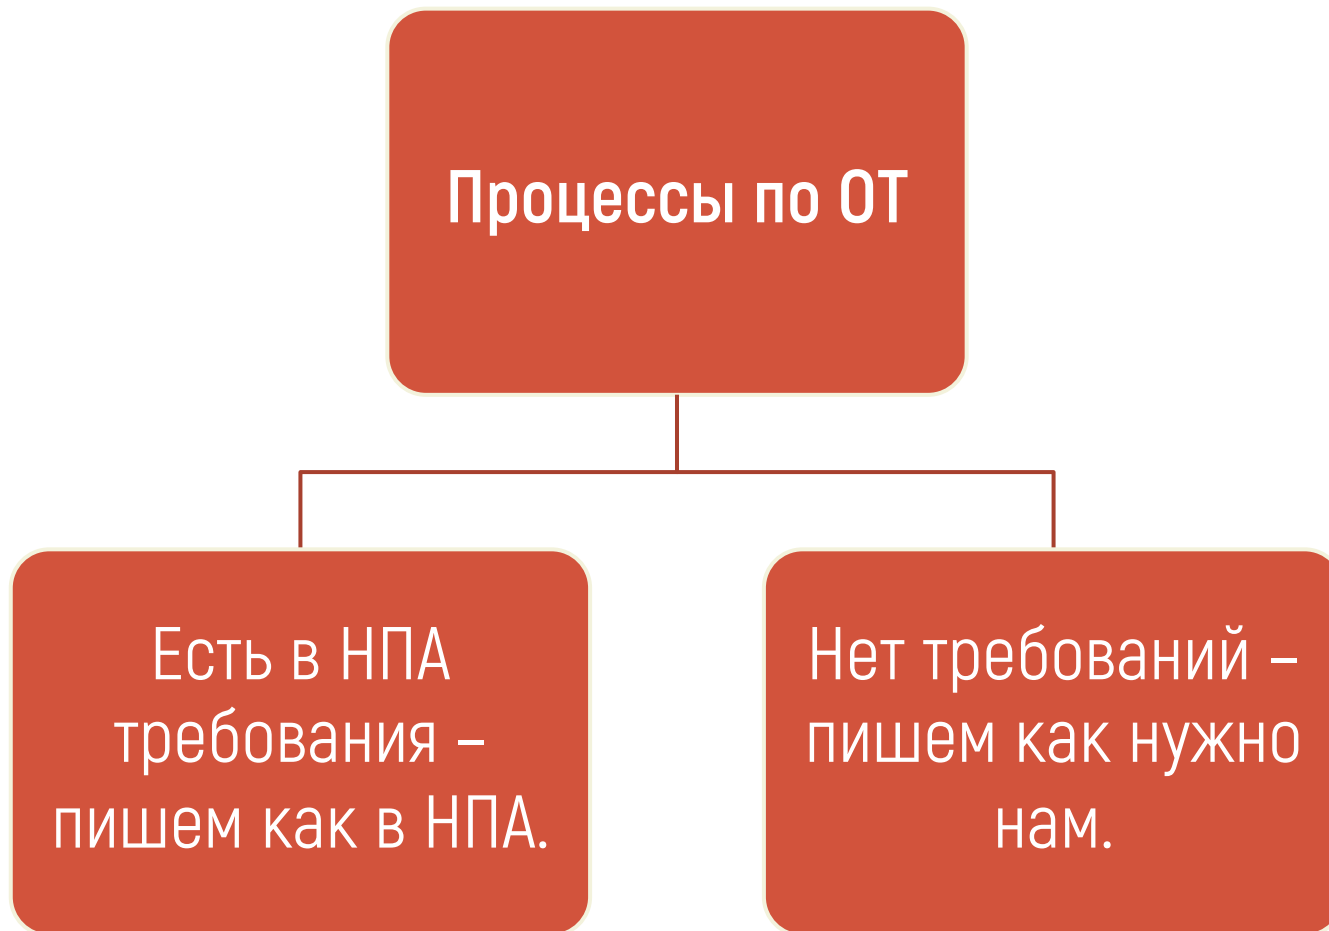 Процессы по ОТ
Есть в НПА
требования –
пишем как в НПА.
Нет требований –
пишем как нужно
нам.